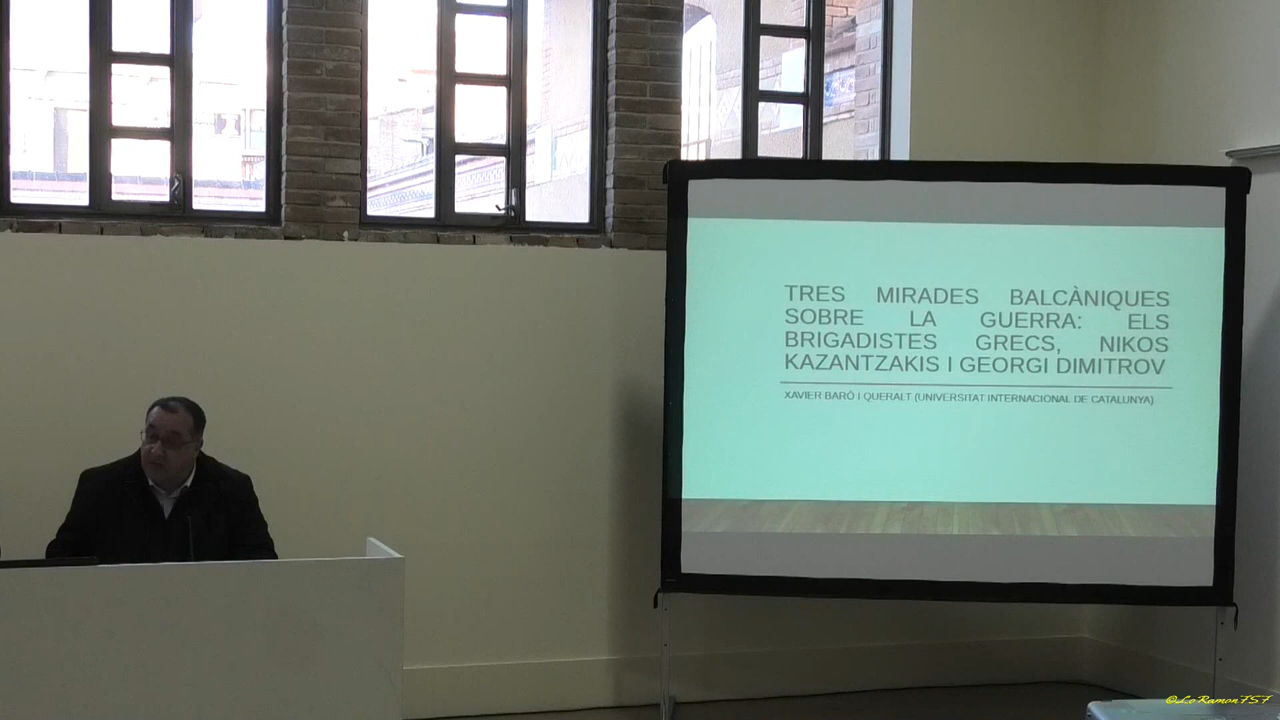 TRES MIRADES BALCÀNIQUES
SOBRE LA GUERRA: ELS
BRIGADISTES GRECS, NIKOS
KAZANTZAKIS I GEORGI DIMITROV
XAVIER BARÓ I QUERALT (UNIVERSITAT INTERNACIONAL DE CATALUNYA)
@LoRamon757